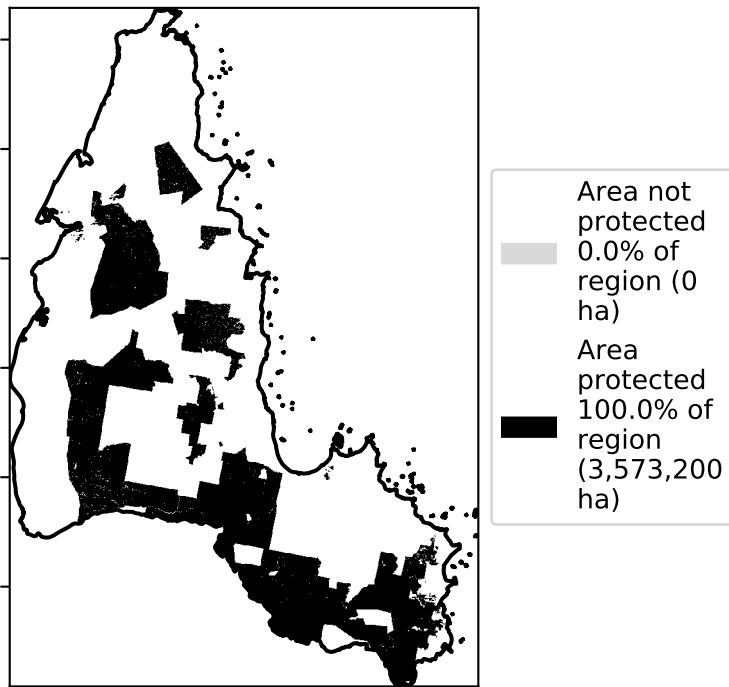 Area not
protected
0.0% of
region (0
ha)
Area
protected
100.0% of
region
(3,573,200
ha)